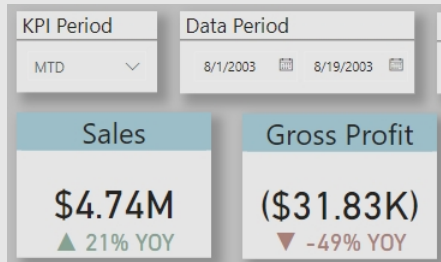 KPI Period
MTD
Data Period
8/1/2003 8/19/2003
Sales
$4.74M
▲ 21% YOY
Gross Profit
($31.83K)
▼ -49% YOY